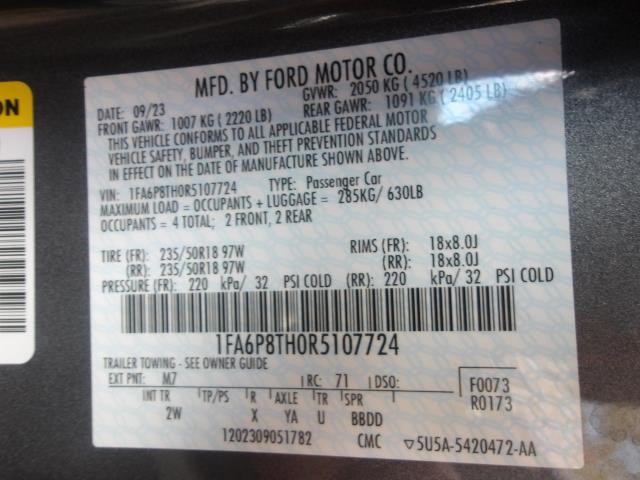 ON
MFD. BY FORD MOTOR CO.
DATE: 09/23 GVWR: 2050 KG ( 4520 LB)
FRONT GAWR: 1007 KG ( 2220 LB) REAR GAWR: 1091 KG ( 2405 LB)
THIS VEHICLE CONFORMS TO ALL APPLICABLE FEDERAL MOTOR
VEHICLE SAFETY, BUMPER, AND THEFT PREVENTION STANDARDS
IN EFFECT ON THE DATE OF MANUFACTURE SHOWN ABOVE.
VIN: 1FA6P8TH0R5107724 TYPE: Passenger Car
MAXIMUM LOAD = OCCUPANTS + LUGGAGE = 285KG/ 630LB
OCCUPANTS = 4 TOTAL; 2 FRONT, 2 REAR
TIRE (FR): 235/50R18 97W RIMS (FR): 18x8.0J
(RR): 235/50R18 97W (RR): 18x8.0J
PRESSURE (FR): 220 kPa/ 32 PSI COLD (RR): 220 kPa/ 32 PSI COLD
1FA6P8TH0R5107724
TRAILER TOWING - SEE OWNER GUIDE
EXT PNT: M7 RC: 71 DSO: F0073
INT TR TP/PS R AXLE TR SPR R0173
2W X YA U BBDD
1202309051782 CMC ▽5U5A-5420472-AA